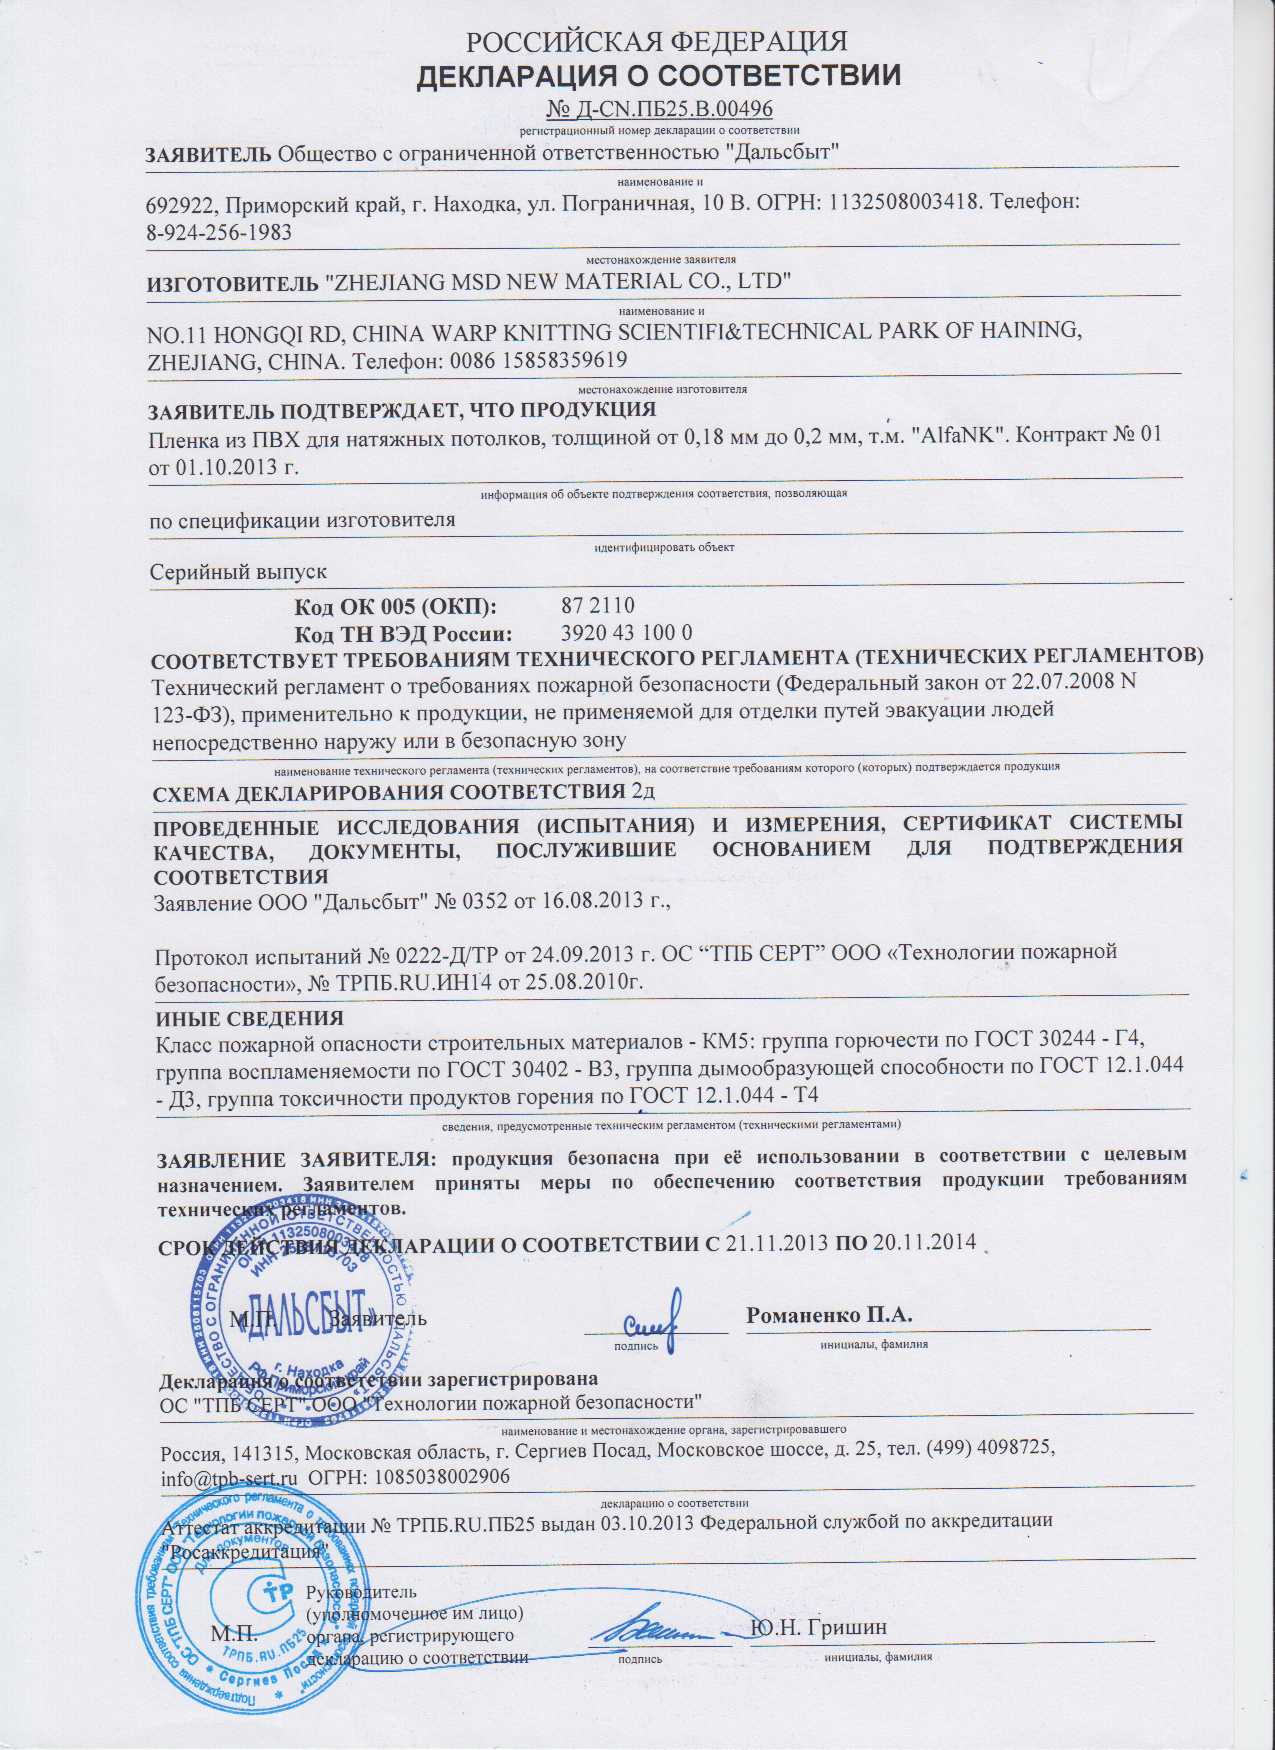 РОССИЙСКАЯ ФЕДЕРАЦИЯ
ДЕКЛАРАЦИЯ О СООТВЕТСТВИИ
№ Д-CN.ПБ25.В.00496
регистрационный номер декларации о соответствии
ЗАЯВИТЕЛЬ Общество с ограниченной ответственностью "Дальсбыт"
наименование и
692922, Приморский край, г. Находка, ул. Пограничная, 10 В. ОГРН: 1132508003418. Телефон:
8-924-256-1983
местонахождение заявителя
ИЗГОТОВИТЕЛЬ "ZHEJIANG MSD NEW MATERIAL CO., LTD"
наименование и
NO.11 HONGQI RD, CHINA WARP KNITTING SCIENTIFI&TECHNICAL PARK OF HAINING,
ZHEJIANG, CHINA. Телефон: 0086 15858359619
местонахождение изготовителя
ЗАЯВИТЕЛЬ ПОДТВЕРЖДАЕТ, ЧТО ПРОДУКЦИЯ
Пленка из ПВХ для натяжных потолков, толщиной от 0,18 мм до 0,2 мм, т.м. "AlfaNK". Контракт № 01
от 01.10.2013 г.
информация об объекте подтверждения соответствия, позволяющая
по спецификации изготовителя
идентифицировать объект
Серийный выпуск
Код ОК 005 (ОКП): 87 2110
Код ТН ВЭД России: 3920 43 100 0
СООТВЕТСТВУЕТ ТРЕБОВАНИЯМ ТЕХНИЧЕСКОГО РЕГЛАМЕНТА (ТЕХНИЧЕСКИХ РЕГЛАМЕНТОВ)
Технический регламент о требованиях пожарной безопасности (Федеральный закон от 22.07.2008 N
123-ФЗ), применительно к продукции, не применяемой для отделки путей эвакуации людей
непосредственно наружу или в безопасную зону
наименование технического регламента (технических регламентов), на соответствие требованиям которого (которых) подтверждается продукция
СХЕМА ДЕКЛАРИРОВАНИЯ СООТВЕТСТВИЯ 2д
ПРОВЕДЕННЫЕ ИССЛЕДОВАНИЯ (ИСПЫТАНИЯ) И ИЗМЕРЕНИЯ, СЕРТИФИКАТ СИСТЕМЫ
КАЧЕСТВА, ДОКУМЕНТЫ, ПОСЛУЖИВШИЕ ОСНОВАНИЕМ ДЛЯ ПОДТВЕРЖДЕНИЯ
СООТВЕТСТВИЯ
Заявление ООО "Дальсбыт" № 0352 от 16.08.2013 г.,
Протокол испытаний № 0222-Д/ТР от 24.09.2013 г. ОС “ТПБ СЕРТ” ООО «Технологии пожарной
безопасности», № ТРПБ.RU.ИН14 от 25.08.2010г.
ИНЫЕ СВЕДЕНИЯ
Класс пожарной опасности строительных материалов - КМ5: группа горючести по ГОСТ 30244 - Г4,
группа воспламеняемости по ГОСТ 30402 - В3, группа дымообразующей способности по ГОСТ 12.1.044
- Д3, группа токсичности продуктов горения по ГОСТ 12.1.044 - Т4
сведения, предусмотренные техническим регламентом (техническими регламентами)
ЗАЯВЛЕНИЕ ЗАЯВИТЕЛЯ: продукция безопасна при её использовании в соответствии с целевым
назначением. Заявителем приняты меры по обеспечению соответствия продукции требованиям
технических регламентов.
СРОК ДЕЙСТВИЯ ДЕКЛАРАЦИИ О СООТВЕТСТВИИ С 21.11.2013 ПО 20.11.2014
«ДАЛЬСБЫТ»
г. Находка
РФ Приморский край
М.П. Заявитель
Романенко П.А.
подпись инициалы, фамилия
Декларация о соответствии зарегистрирована
ОС "ТПБ СЕРТ" ООО "Технологии пожарной безопасности"
наименование и местонахождение органа, зарегистрировавшего
Россия, 141315, Московская область, г. Сергиев Посад, Московское шоссе, д. 25, тел. (499) 4098725,
info@tpb-sert.ru ОГРН: 1085038002906
декларацию о соответствии
Аттестат аккредитации № ТРПБ.RU.ПБ25 выдан 03.10.2013 Федеральной службой по аккредитации
"Росаккредитация"
Для документов
ТРПБ.RU.ПБ25
Сергиев Посад
Руководитель
(уполномоченное им лицо)
органа, регистрирующего
декларацию о соответствии
М.П.
Ю.Н. Гришин
подпись инициалы, фамилия